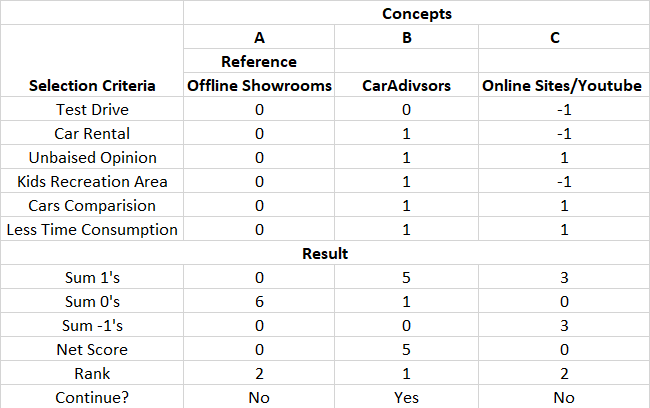 Concepts
A B C
Reference
Selection Criteria Offline Showrooms CarAdivsors Online Sites/Youtube
Test Drive 0 0 -1
Car Rental 0 1 -1
Unbaised Opinion 0 1 1
Kids Recreation Area 0 1 -1
Cars Comparision 0 1 1
Less Time Consumption 0 1 1
Result
Sum 1's 0 5 3
Sum 0's 6 1 0
Sum -1's 0 0 3
Net Score 0 5 0
Rank 2 1 2
Continue? No Yes No